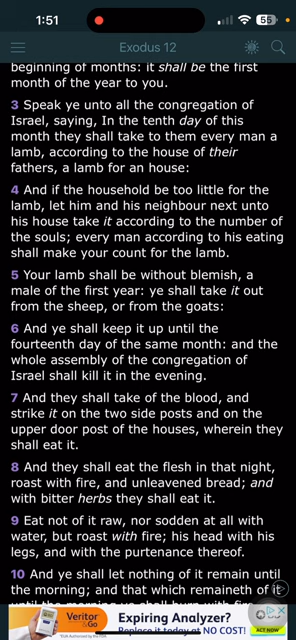 1:51
55
Exodus 12
beginning of months: it shall be the first
month of the year to you.
3 Speak ye unto all the congregation of
Israel, saying, In the tenth day of this
month they shall take to them every man a
lamb, according to the house of their
fathers, a lamb for an house:
4 And if the household be too little for the
lamb, let him and his neighbour next unto
his house take it according to the number of
the souls; every man according to his eating
shall make your count for the lamb.
5 Your lamb shall be without blemish, a
male of the first year: ye shall take it out
from the sheep, or from the goats:
6 And ye shall keep it up until the
fourteenth day of the same month: and the
whole assembly of the congregation of
Israel shall kill it in the evening.
7 And they shall take of the blood, and
strike it on the two side posts and on the
upper door post of the houses, wherein they
shall eat it.
8 And they shall eat the flesh in that night,
roast with fire, and unleavened bread; and
with bitter herbs they shall eat it.
9 Eat not of it raw, nor sodden at all with
water, but roast with fire; his head with his
legs, and with the purtenance thereof.
10 And ye shall let nothing of it remain until
the morning; and that which remaineth of it
Veritor
&Go
Expiring Analyzer?
Replace it today at NO COST!
ACT NOW